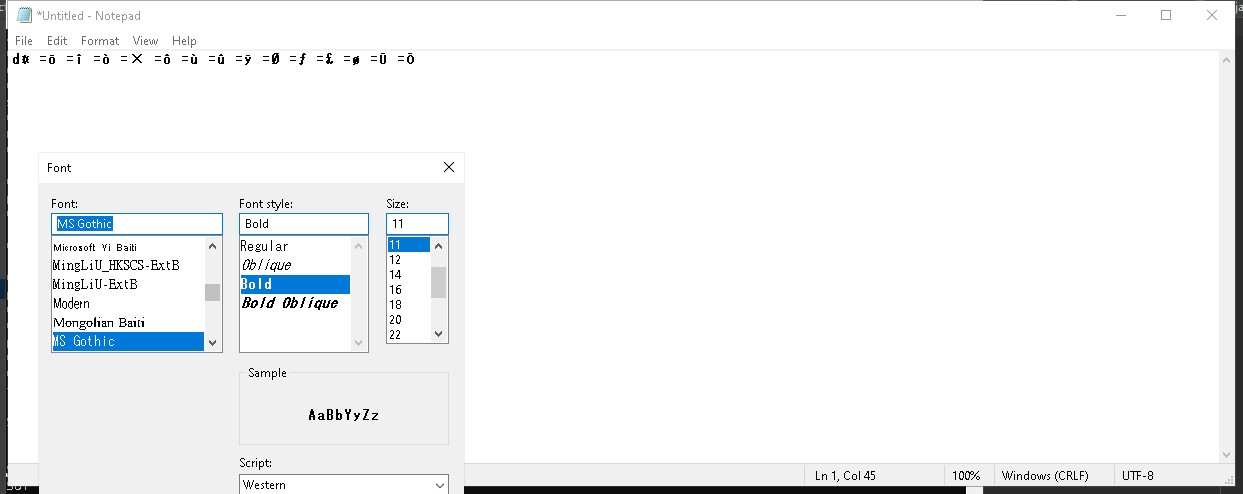 *Untitled - Notepad
File Edit Format View Help
d¤ =õ =î =ò =× =ô =ù =û =ÿ =Ø =ƒ =£ =ø =Ü =Õ
Font
Font: Font style: Size:
MS Gothic Bold 11
Microsoft Yi Baiti Regular 11
MingLiU_HKSCS-ExtB Oblique 12
MingLiU-ExtB Bold 14
Modern Bold Oblique 16
Mongolian Baiti 18
MS Gothic 20
22
Sample
AaBbYyZz
Script:
Western
Ln 1, Col 45 100% Windows (CRLF) UTF-8